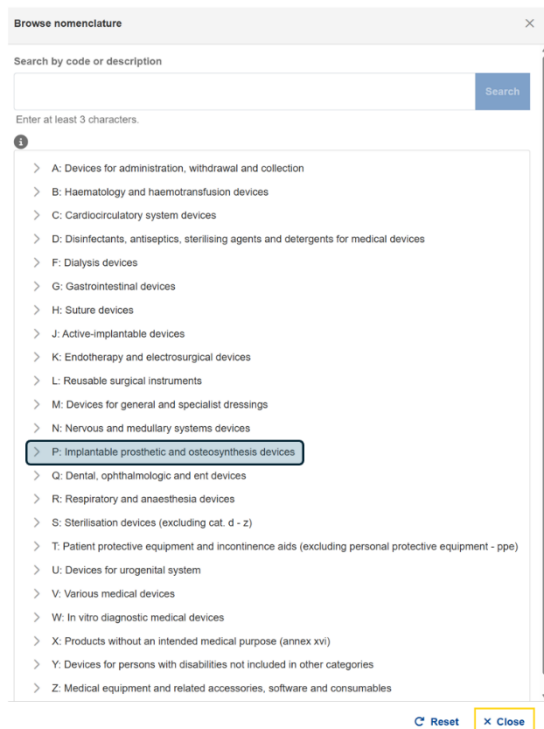 Browse nomenclature
Search by code or description
Search
Enter at least 3 characters.
A: Devices for administration, withdrawal and collection
B: Haematology and haemotransfusion devices
C: Cardiocirculatory system devices
D: Disinfectants, antiseptics, sterilising agents and detergents for medical devices
F: Dialysis devices
G: Gastrointestinal devices
H: Suture devices
J: Active-implantable devices
K: Endotherapy and electrosurgical devices
L: Reusable surgical instruments
M: Devices for general and specialist dressings
N: Nervous and medullary systems devices
P: Implantable prosthetic and osteosynthesis devices
Q: Dental, ophthalmologic and ent devices
R: Respiratory and anaesthesia devices
S: Sterilisation devices (excluding cat. d - z)
T: Patient protective equipment and incontinence aids (excluding personal protective equipment - ppe)
U: Devices for urogenital system
V: Various medical devices
W: In vitro diagnostic medical devices
X: Products without an intended medical purpose (annex xvi)
Y: Devices for persons with disabilities not included in other categories
Z: Medical equipment and related accessories, software and consumables
Reset × Close